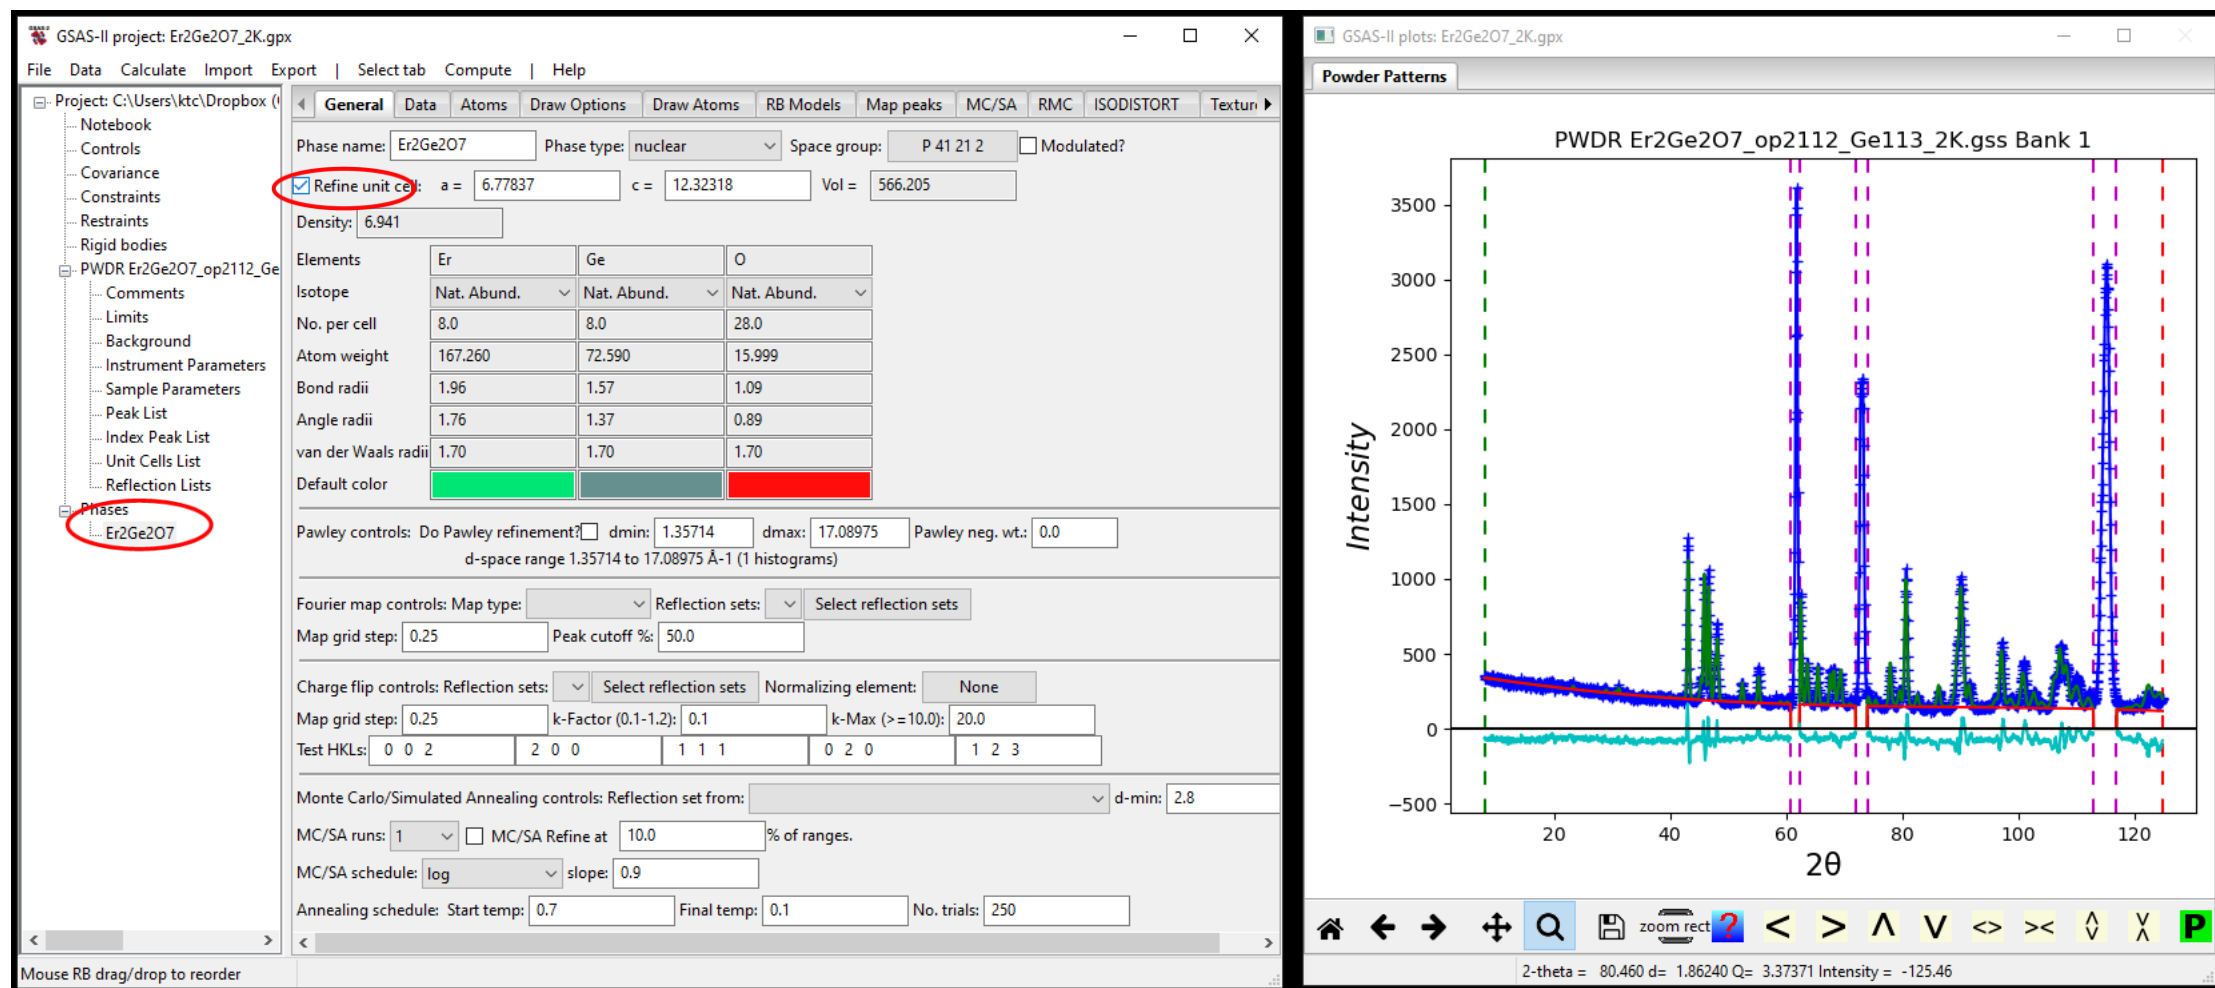 GSAS-II project: Er2Ge2O7_2K.gpx
File Data Calculate Import Export | Select tab Compute | Help
Project: C:\Users\ktc\Dropbox (
Notebook
Controls
Covariance
Constraints
Restraints
Rigid bodies
PWDR Er2Ge2O7_op2112_Ge
Comments
Limits
Background
Instrument Parameters
Sample Parameters
Peak List
Index Peak List
Unit Cells List
Reflection Lists
Phases
Er2Ge2O7
Mouse RB drag/drop to reorder
General Data Atoms Draw Options Draw Atoms RB Models Map peaks MC/SA RMC ISODISTORT Textur
Phase name: Er2Ge2O7 Phase type: nuclear Space group: P 41 21 2 Modulated?
Refine unit cell: a = 6.77837 c = 12.32318 Vol = 566.205
Density: 6.941
Elements Er Ge O
Isotope Nat. Abund. Nat. Abund. Nat. Abund.
No. per cell 8.0 8.0 28.0
Atom weight 167.260 72.590 15.999
Bond radii 1.96 1.57 1.09
Angle radii 1.76 1.37 0.89
van der Waals radii 1.70 1.70 1.70
Default color
Pawley controls: Do Pawley refinement? dmin: 1.35714 dmax: 17.08975 Pawley neg. wt.: 0.0
d-space range 1.35714 to 17.08975 Å-1 (1 histograms)
Fourier map controls: Map type: Reflection sets: Select reflection sets
Map grid step: 0.25 Peak cutoff %: 50.0
Charge flip controls: Reflection sets: Select reflection sets Normalizing element: None
Map grid step: 0.25 k-Factor (0.1-1.2): 0.1 k-Max (>=10.0): 20.0
Test HKLs: 0 0 2 2 0 0 1 1 1 0 2 0 1 2 3
Monte Carlo/Simulated Annealing controls: Reflection set from: d-min: 2.8
MC/SA runs: 1 MC/SA Refine at 10.0 % of ranges.
MC/SA schedule: log slope: 0.9
Annealing schedule: Start temp: 0.7 Final temp: 0.1 No. trials: 250
GSAS-II plots: Er2Ge2O7_2K.gpx
Powder Patterns
PWDR Er2Ge2O7_op2112_Ge113_2K.gss Bank 1
3500
3000
2500
2000
1500
1000
500
0
−500
Intensity
20 40 60 80 100 120
2θ
zoom rect ? < > Λ V <> >< P
2-theta = 80.460 d= 1.86240 Q= 3.37371 Intensity = -125.46